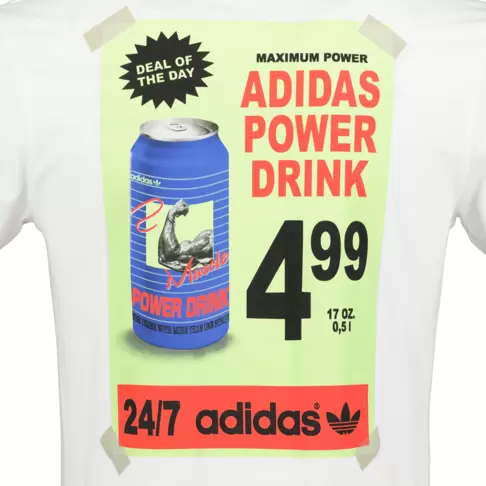 DEAL OF
THE DAY
MAXIMUM POWER
ADIDAS
POWER
DRINK
4 99
17 OZ.
0,5 l
adidas
Muscle
POWER DRINK
24/7 adidas®